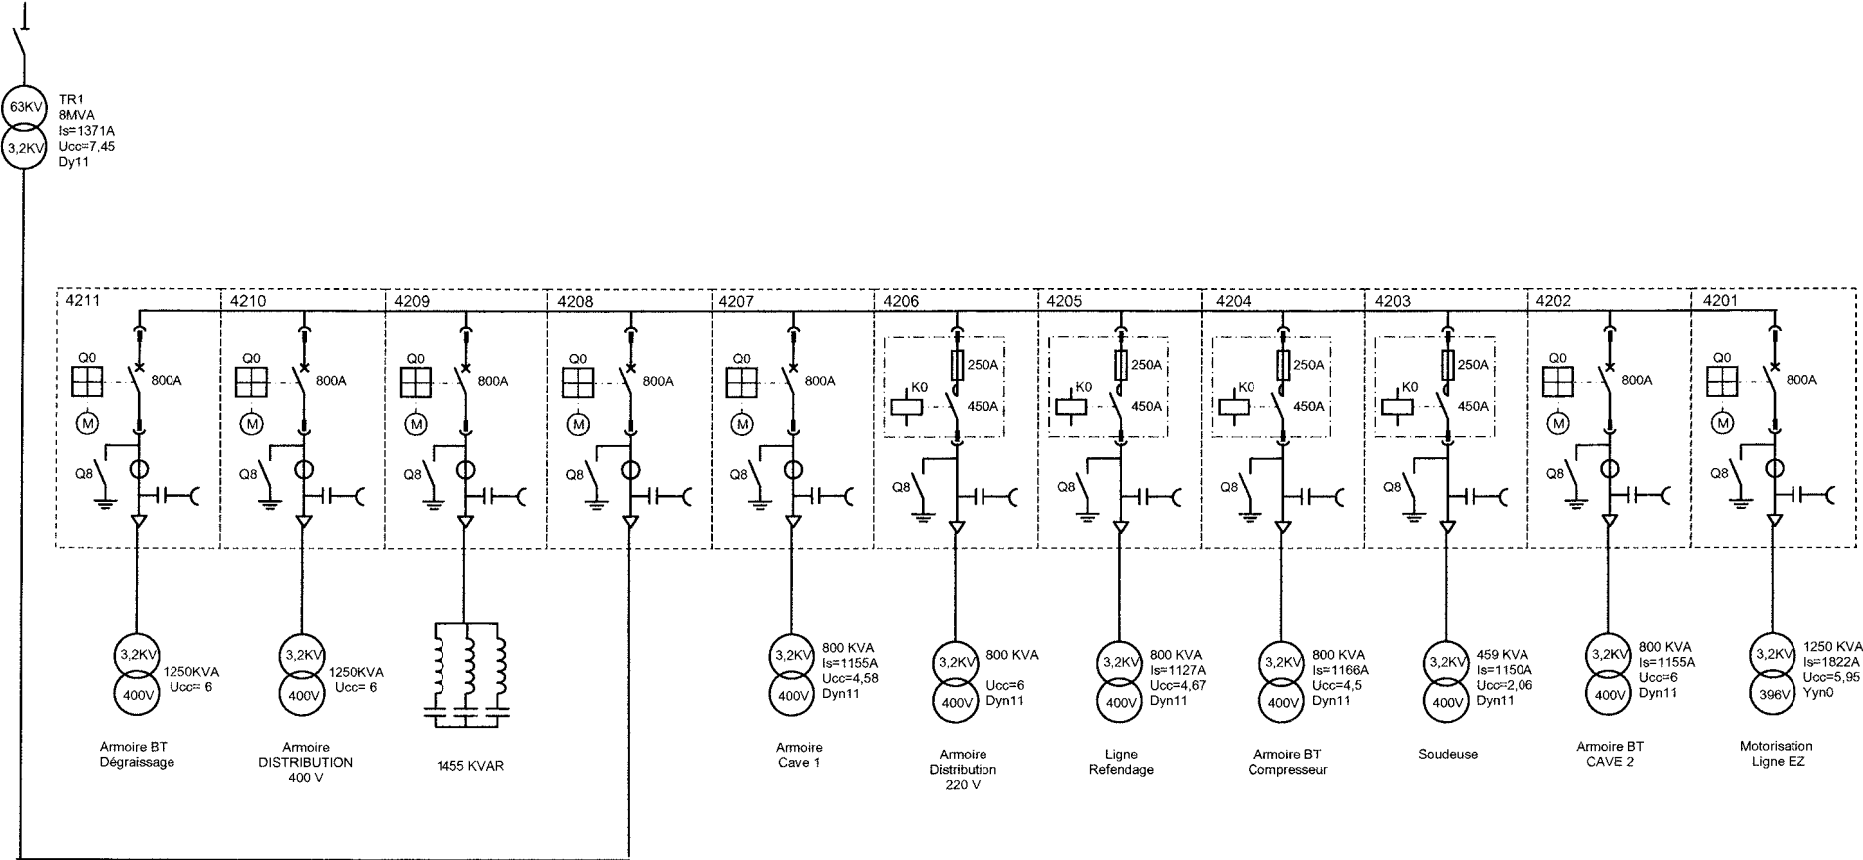 63KV
3,2KV
TR1
8MVA
Is=1371A
Ucc=7,45
Dy11
4211
4210
4209
4208
4207
4206
4205
4204
4203
4202
4201
Q0
800A
M
Q8
Q0
800A
M
Q8
Q0
800A
M
Q8
Q0
800A
M
Q8
Q0
800A
M
Q8
250A
K0
450A
Q8
250A
K0
450A
Q8
250A
K0
450A
Q8
250A
K0
450A
Q8
Q0
800A
M
Q8
Q0
800A
M
Q8
3,2KV
400V
1250KVA
Ucc= 6
Armoire BT
Dégraissage
3,2KV
400V
1250KVA
Ucc= 6
Armoire
DISTRIBUTION
400 V
1455 KVAR
3,2KV
400V
800 KVA
Is=1155A
Ucc=4,58
Dyn11
Armoire
Cave 1
3,2KV
400V
800 KVA
Ucc=6
Dyn11
Armoire
Distribution
220 V
3,2KV
400V
800 KVA
Is=1127A
Ucc=4,67
Dyn11
Ligne
Refendage
3,2KV
400V
800 KVA
Is=1166A
Ucc=4,5
Dyn11
Armoire BT
Compresseur
3,2KV
400V
459 KVA
Is=1150A
Ucc=2,06
Dyn11
Soudeuse
3,2KV
400V
800 KVA
Is=1155A
Ucc=6
Dyn11
Armoire BT
CAVE 2
3,2KV
396V
1250 KVA
Is=1822A
Ucc=5,95
Yyn0
Motorisation
Ligne EZ